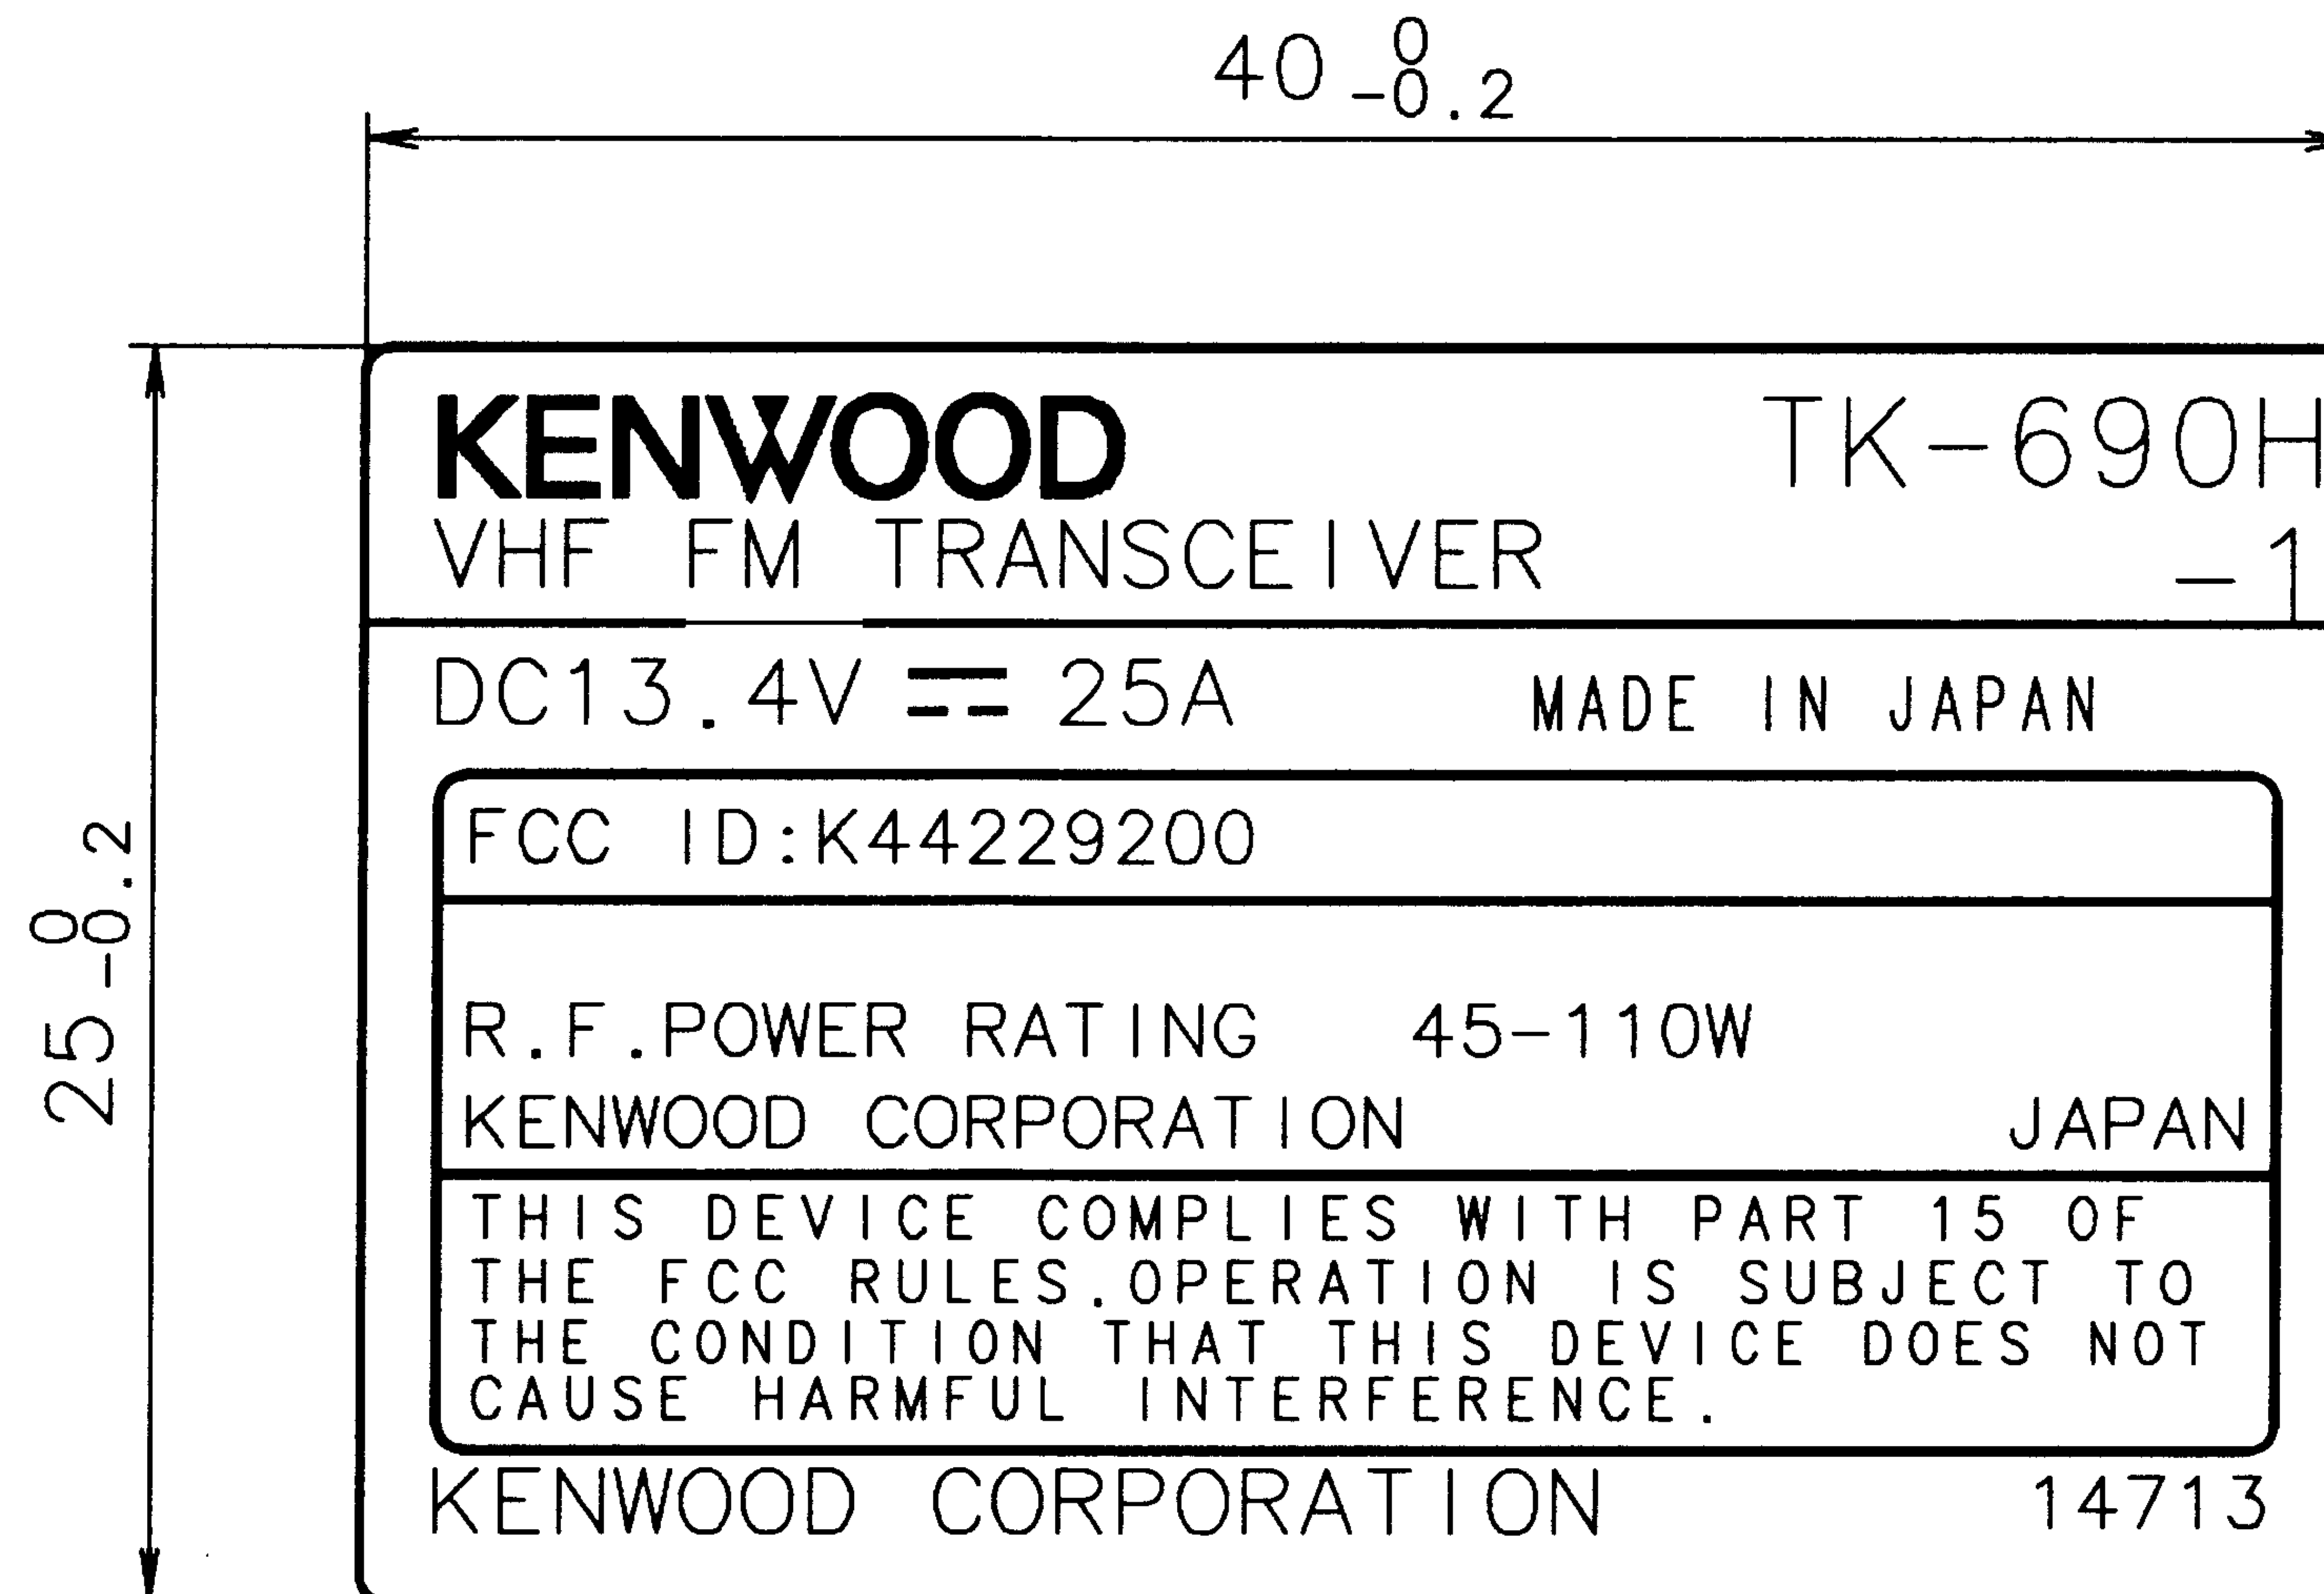 40 0
-0.2
KENWOOD TK-690H
VHF FM TRANSCEIVER -1
DC13.4V ⎓ 25A MADE IN JAPAN
FCC ID:K44229200
25 0
-0.2
R.F.POWER RATING 45-110W
KENWOOD CORPORATION JAPAN
THIS DEVICE COMPLIES WITH PART 15 OF
THE FCC RULES.OPERATION IS SUBJECT TO
THE CONDITION THAT THIS DEVICE DOES NOT
CAUSE HARMFUL INTERFERENCE.
KENWOOD CORPORATION 14713